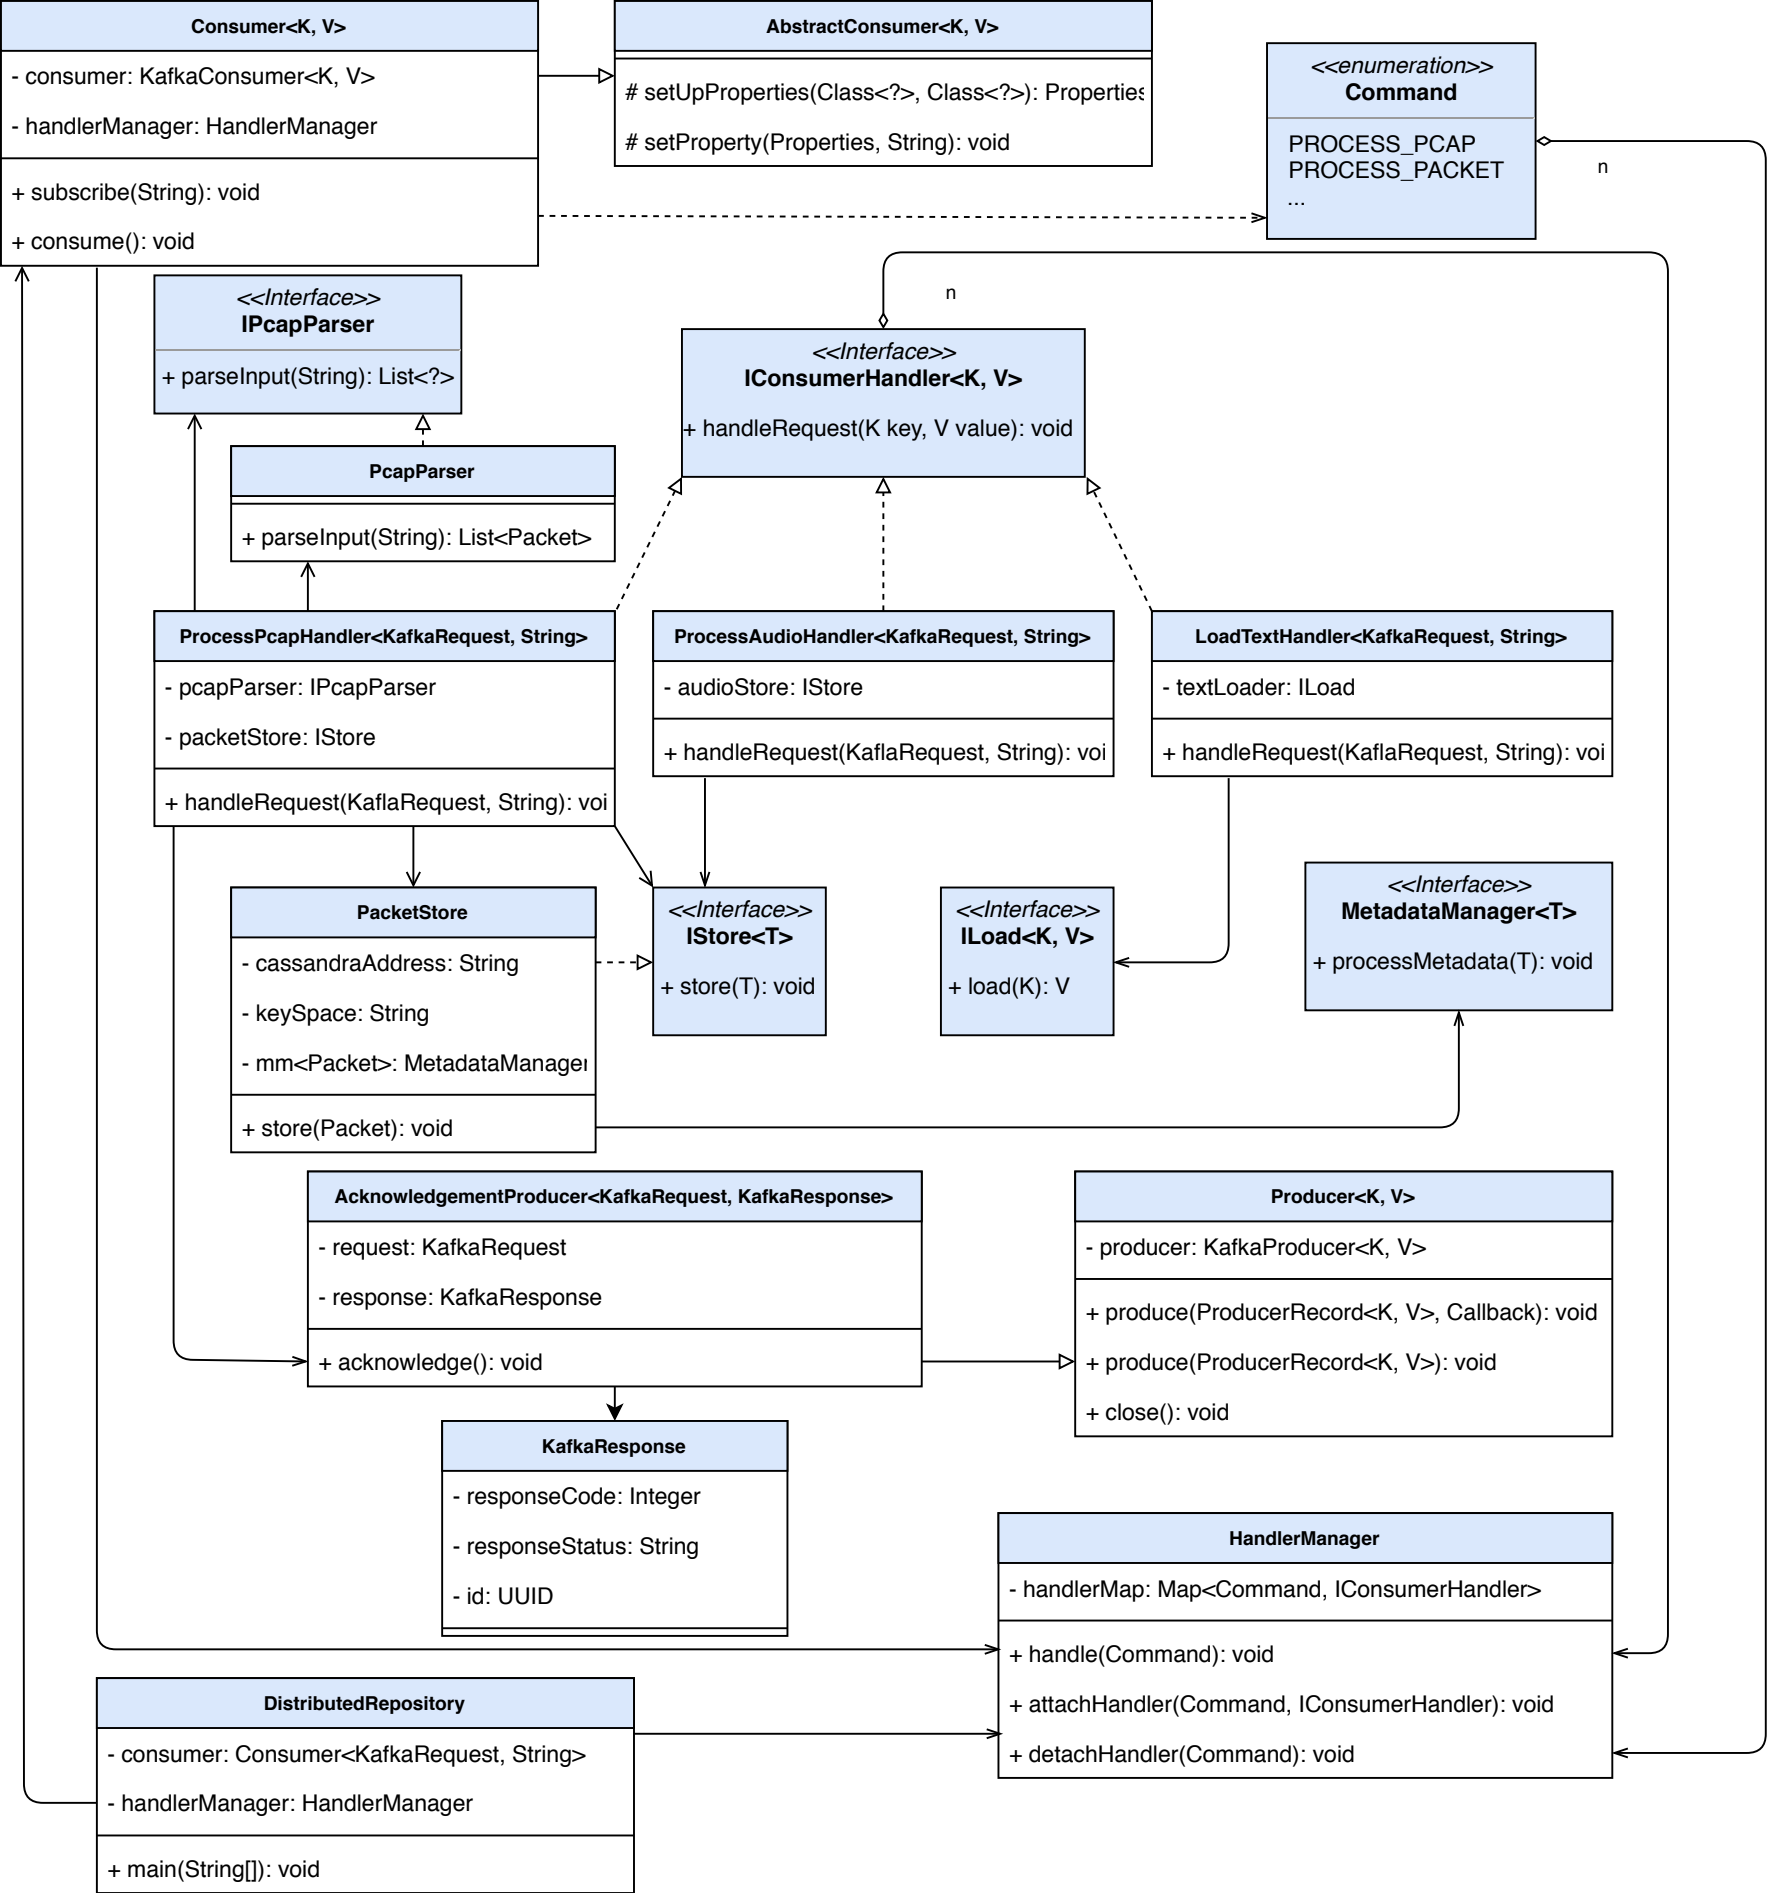 Consumer<K, V>
- consumer: KafkaConsumer<K, V>
- handlerManager: HandlerManager
+ subscribe(String): void
+ consume(): void
AbstractConsumer<K, V>
# setUpProperties(Class<?>, Class<?>): Properties
# setProperty(Properties, String): void
<<enumeration>>
Command
PROCESS_PCAP
PROCESS_PACKET
...
n
<<Interface>>
IPcapParser
+ parseInput(String): List<?>
n
<<Interface>>
IConsumerHandler<K, V>
+ handleRequest(K key, V value): void
PcapParser
+ parseInput(String): List<Packet>
ProcessPcapHandler<KafkaRequest, String>
- pcapParser: IPcapParser
- packetStore: IStore
+ handleRequest(KaflaRequest, String): voi
ProcessAudioHandler<KafkaRequest, String>
- audioStore: IStore
+ handleRequest(KaflaRequest, String): voi
LoadTextHandler<KafkaRequest, String>
- textLoader: ILoad
+ handleRequest(KaflaRequest, String): voi
PacketStore
- cassandraAddress: String
- keySpace: String
- mm<Packet>: MetadataManager
+ store(Packet): void
<<Interface>>
IStore<T>
+ store(T): void
<<Interface>>
ILoad<K, V>
+ load(K): V
<<Interface>>
MetadataManager<T>
+ processMetadata(T): void
AcknowledgementProducer<KafkaRequest, KafkaResponse>
- request: KafkaRequest
- response: KafkaResponse
+ acknowledge(): void
Producer<K, V>
- producer: KafkaProducer<K, V>
+ produce(ProducerRecord<K, V>, Callback): void
+ produce(ProducerRecord<K, V>): void
+ close(): void
KafkaResponse
- responseCode: Integer
- responseStatus: String
- id: UUID
HandlerManager
- handlerMap: Map<Command, IConsumerHandler>
+ handle(Command): void
+ attachHandler(Command, IConsumerHandler): void
+ detachHandler(Command): void
DistributedRepository
- consumer: Consumer<KafkaRequest, String>
- handlerManager: HandlerManager
+ main(String[]): void